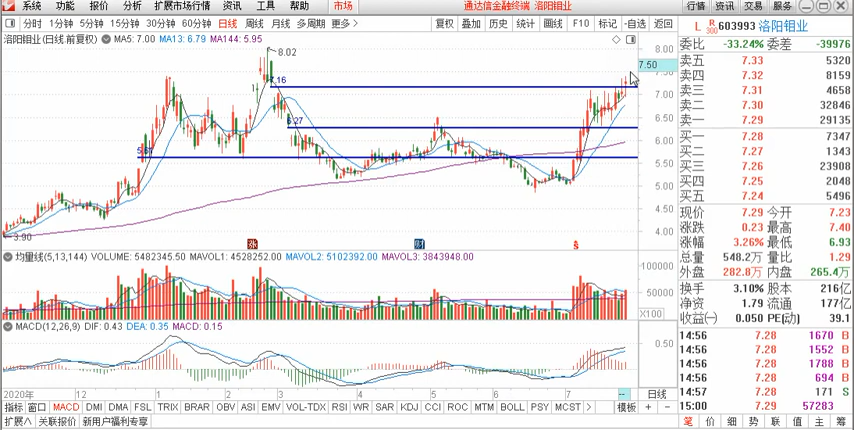 系统 功能 报价 分析 扩展市场行情 资讯 工具 帮助 市场 通达信金融终端 洛阳钼业 行情 资讯 交易 服务
分时 1分钟 5分钟 15分钟 30分钟 60分钟 日线 周线 月线 多周期 更多 > 复权 叠加 历史 统计 画线 F10 标记 -自选 返回
L R 300 603993 洛阳钼业
洛阳钼业(日线 前复权) MA5: 7.00 MA13: 6.79 MA144: 5.95
委比 -33.24% 委差 -39976
卖五 7.33 5320
卖四 7.32 8159
卖三 7.31 4658
卖二 7.30 32846
卖一 7.29 29135
买一 7.28 7347
买二 7.27 1343
买三 7.26 23908
买四 7.25 2048
买五 7.24 5496
现价 7.29 今开 7.23
涨跌 0.23 最高 7.40
涨幅 3.26% 最低 6.93
总量 548.2万 量比 1.29
外盘 282.8万 内盘 265.4万
换手 3.10% 股本 216亿
净资 1.79 流通 177亿
收益㈠ 0.050 PE(动) 39.1
14:56 7.28 1670 B
14:56 7.28 1552 B
14:56 7.28 1788 B
14:56 7.28 694 B
14:57 7.28 171 S
15:00 7.29 57283
8.02
7.16
6.27
3.90
8.00
7.50
7.00
6.50
6.00
5.50
5.00
4.50
4.00
涨 财
均量线(5,13,144) VOLUME: 5482345.50 MAVOL1: 4528252.00 MAVOL2: 5102392.00 MAVOL3: 3843948.00
100000
50000
X100
MACD(12,26,9) DIF: 0.43 DEA: 0.35 MACD: 0.15
0.50
2020年 12 1 2 3 4 5 6 7 日线
指标 窗口 MACD DMI DMA FSL TRIX BRAR OBV ASI EMV VOL-TDX RSI WR SAR KDJ CCI ROC MTM BOLL PSY MCST > 模板 + −
扩展∧ 关联报价 新用户福利专享 笔 价 细 势 联 值 主 筹